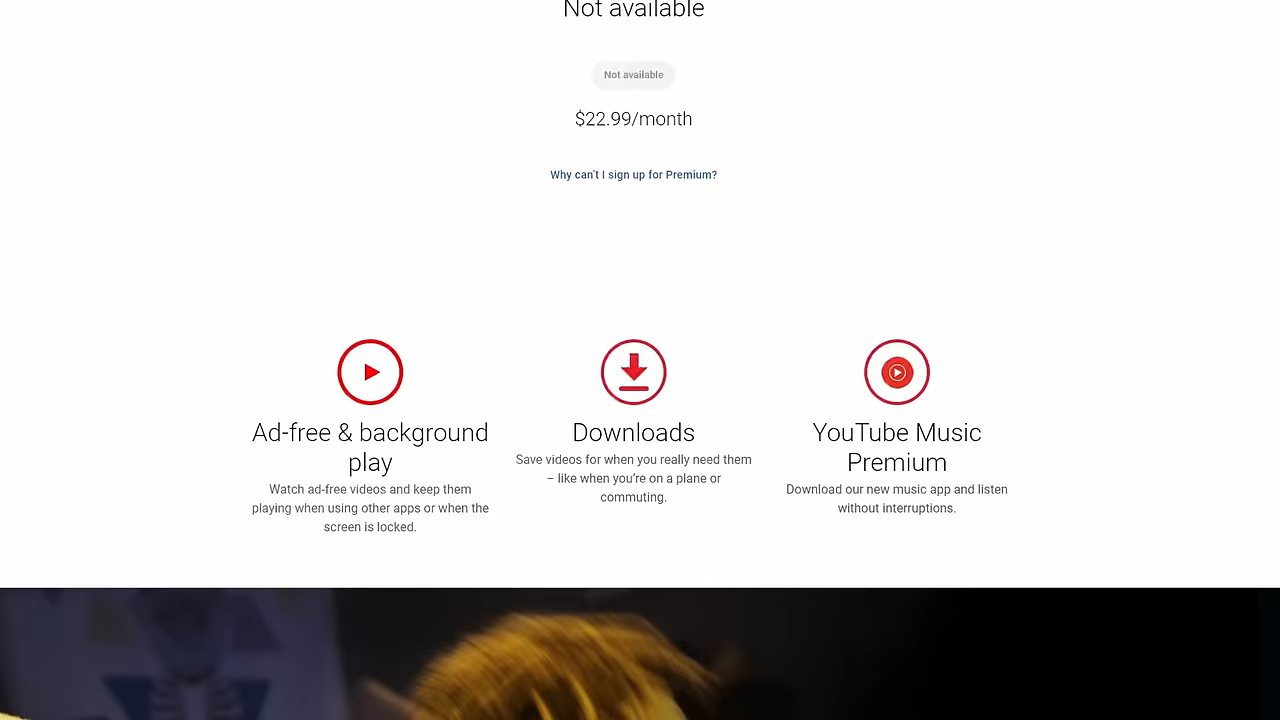 Not available
Not available
$22.99/month
Why can't I sign up for Premium?
Ad-free & background
play
Watch ad-free videos and keep them
playing when using other apps or when the
screen is locked.
Downloads
Save videos for when you really need them
– like when you're on a plane or
commuting.
YouTube Music
Premium
Download our new music app and listen
without interruptions.